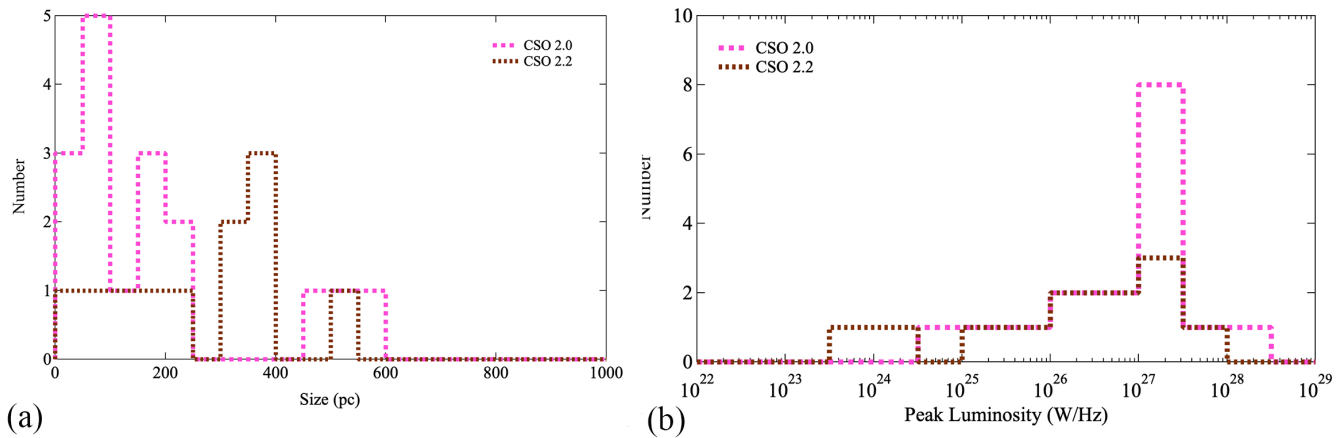 5
4
3
2
1
0
Number
0
200
400
600
800
1000
Size (pc)
CSO 2.0
CSO 2.2
(a)
10
8
6
4
2
0
Number
10^22
10^23
10^24
10^25
10^26
10^27
10^28
10^29
Peak Luminosity (W/Hz)
CSO 2.0
CSO 2.2
(b)